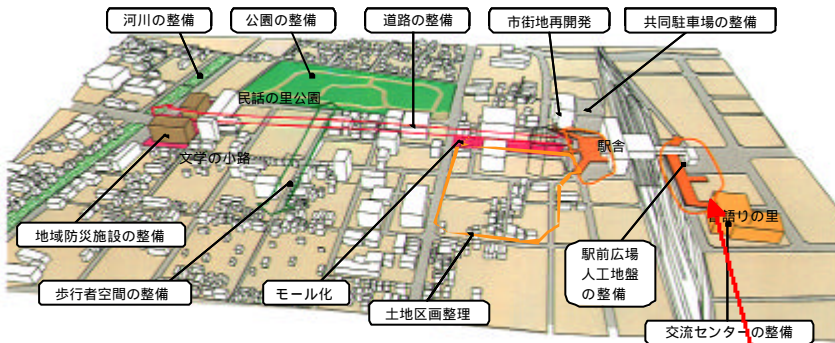 河川の整備
公園の整備
道路の整備
市街地再開発
共同駐車場の整備
民話の里公園
駅舎
文学の小路
語りの里
地域防災施設の整備
駅前広場
人工地盤
の整備
歩行者空間の整備
モール化
土地区画整理
交流センターの整備